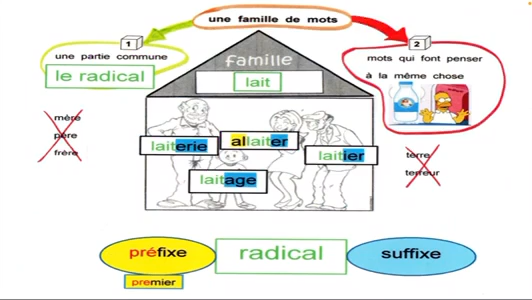 une famille de mots
1
une partie commune
le radical
2
mots qui font penser
à la même chose
famille
lait
mère
père
frère
laiterie
allaiter
laitier
laitage
terre
terreur
préfixe
radical
suffixe
premier